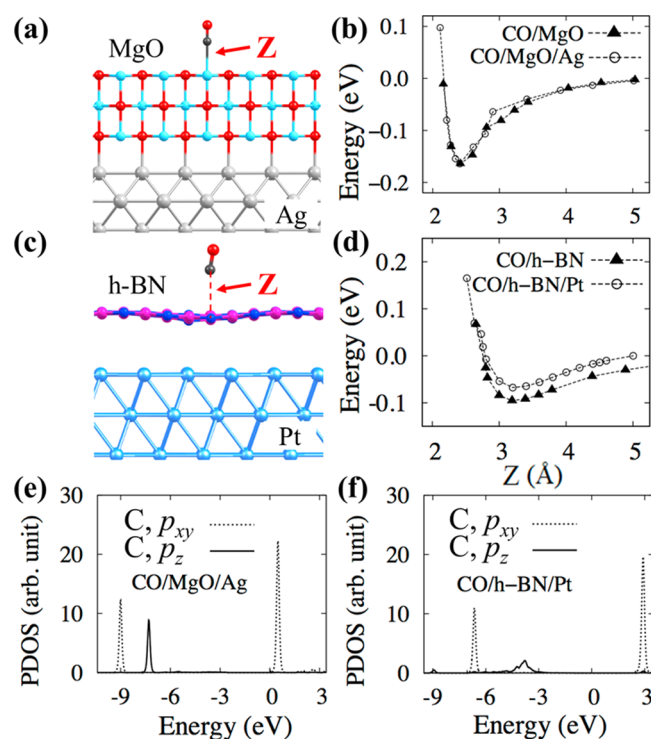 (a)
MgO
Z
Ag
(b)
CO/MgO
CO/MgO/Ag
Energy (eV)
0.1
0.0
−0.1
−0.2
2 3 4 5
(c)
h-BN
Z
Pt
(d)
CO/h−BN
CO/h−BN/Pt
Energy (eV)
0.2
0.1
0.0
-0.1
2 3 4 5
Z (Å)
(e)
PDOS (arb. unit)
30
20
10
0
C, pxy
C, pz
CO/MgO/Ag
-9 -6 -3 0 3
Energy (eV)
(f)
PDOS (arb. unit)
30
20
10
0
C, pxy
C, pz
CO/h−BN/Pt
-9 -6 -3 0 3
Energy (eV)